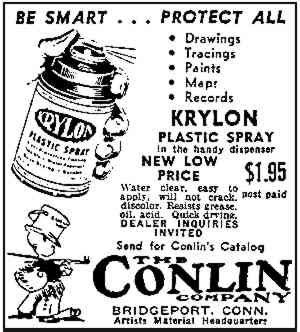 BE SMART . . . PROTECT ALL
• Drawings
• Tracings
• Paints
• Maps
• Records
KRYLON
PLASTIC SPRAY
KRYLON
PLASTIC SPRAY
in the handy dispenser
NEW LOW
PRICE
$1.95
post paid
Water clear, easy to
apply, will not crack,
discolor. Resists grease,
oil, acid. Quick drying.
DEALER INQUIRIES
INVITED
Send for Conlin's Catalog
THE
CONLIN
COMPANY
BRIDGEPORT, CONN.
Artists Material Headquarters